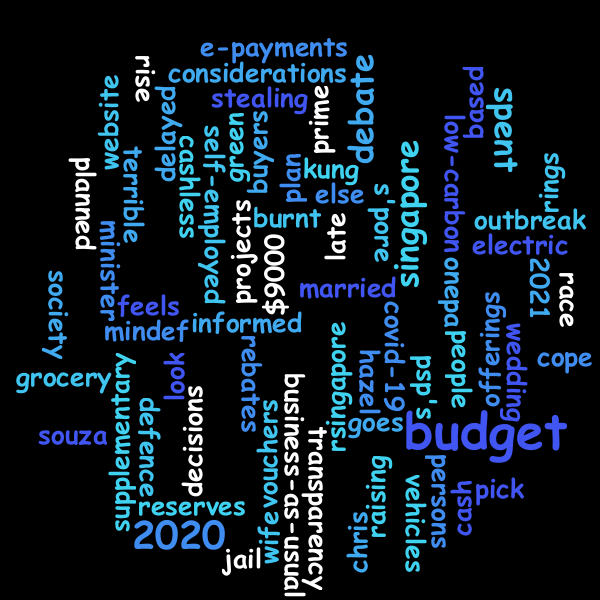 e-payments
considerations
rise
debate
stealing
website
delayed
prime
based
spent
buyers
green
low-carbon
self-employed
cashless
terrible
plan
kung
singapore
planned
else
s'pore
rings
projects
burnt
late
outbreak
minister
$9000
electric
onepa
2021
race
society
married
feels
covid-19
offerings
informed
mindef
rsingapore
people
wedding
rebates
look
hazel
psp's
cope
supplementary
grocery
business-as-usual
decisions
defence
vouchers
goes
budget
souza
transparency
raising
persons
vehicles
cash
pick
reserves
2020
wife
chris
jail